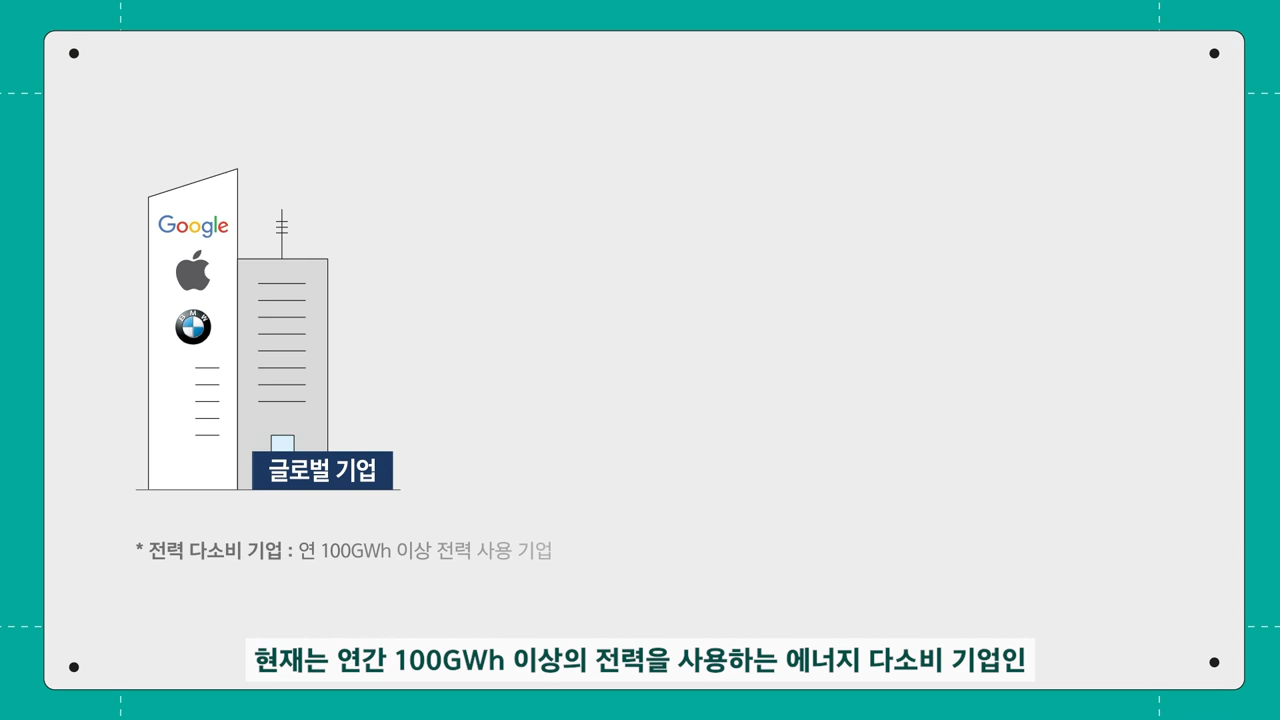 Google
BMW
글로벌 기업
* 전력 다소비 기업 : 연 100GWh 이상 전력 사용 기업
현재는 연간 100GWh 이상의 전력을 사용하는 에너지 다소비 기업인